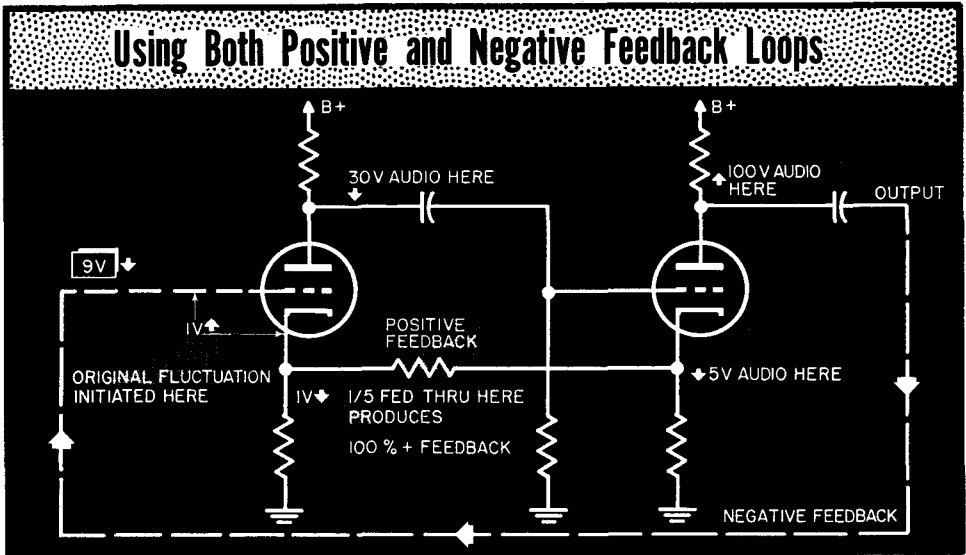 Using Both Positive and Negative Feedback Loops
B+
B+
30V AUDIO HERE
100V AUDIO
HERE
OUTPUT
9V
1V
POSITIVE
FEEDBACK
ORIGINAL FLUCTUATION
INITIATED HERE
1V
1/5 FED THRU HERE
PRODUCES
100% + FEEDBACK
5V AUDIO HERE
NEGATIVE FEEDBACK